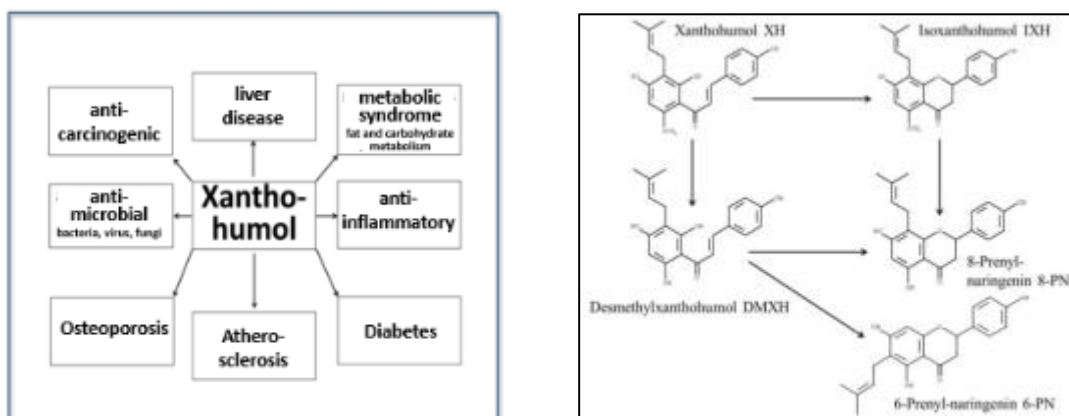 anti-
carcinogenic
liver
disease
metabolic
syndrome
fat and carbohydrate
metabolism
anti-
microbial
bacteria, virus, fungi
Xantho-
humol
anti-
inflammatory
Osteoporosis
Athero-
sclerosis
Diabetes
Xanthohumol XH
Isoxanthohumol IXH
Desmethylxanthohumol DMXH
8-Prenyl-
naringenin 8-PN
6-Prenyl-naringenin 6-PN